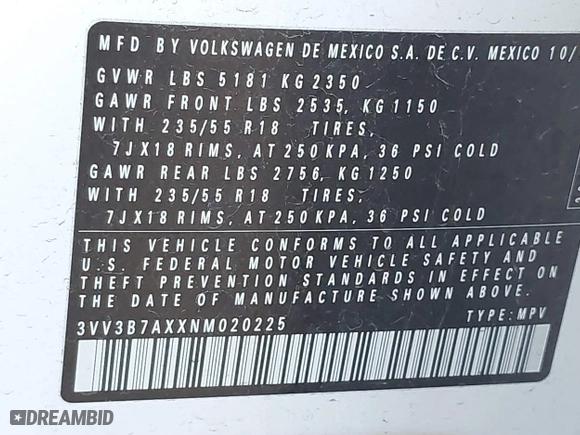 MFD BY VOLKSWAGEN DE MEXICO S.A. DE C.V. MEXICO 10/
GVWR LBS 5181 KG 2350
GAWR FRONT LBS 2535, KG 1150
WITH 235/55 R18 TIRES,
7JX18 RIMS, AT 250 KPA, 36 PSI COLD
GAWR REAR LBS 2756, KG 1250
WITH 235/55 R18 TIRES,
7JX18 RIMS, AT 250 KPA, 36 PSI COLD
THIS VEHICLE CONFORMS TO ALL APPLICABLE
U.S. FEDERAL MOTOR VEHICLE SAFETY AND
THEFT PREVENTION STANDARDS IN EFFECT ON
THE DATE OF MANUFACTURE SHOWN ABOVE.
3VV3B7AXXNM020225 TYPE: MPV
DREAMBID